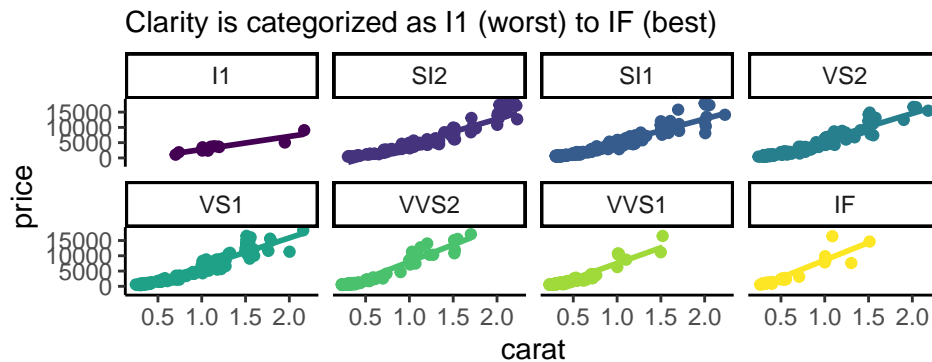 Clarity is categorized as I1 (worst) to IF (best)
I1 SI2 SI1 VS2
15000
10000
5000
0
price
VS1 VVS2 VVS1 IF
15000
10000
5000
0
0.5 1.0 1.5 2.0 0.5 1.0 1.5 2.0 0.5 1.0 1.5 2.0 0.5 1.0 1.5 2.0
carat